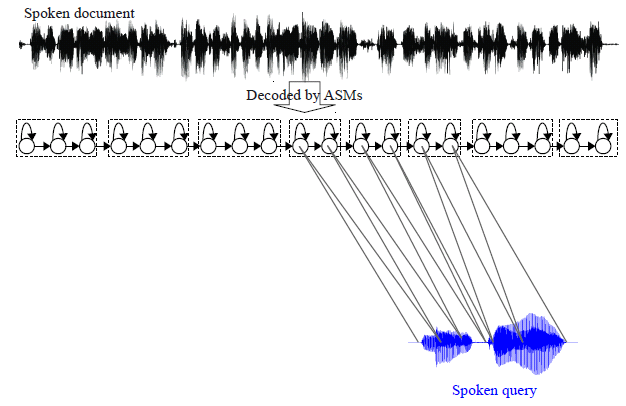 Spoken document
Decoded by ASMs
Spoken query